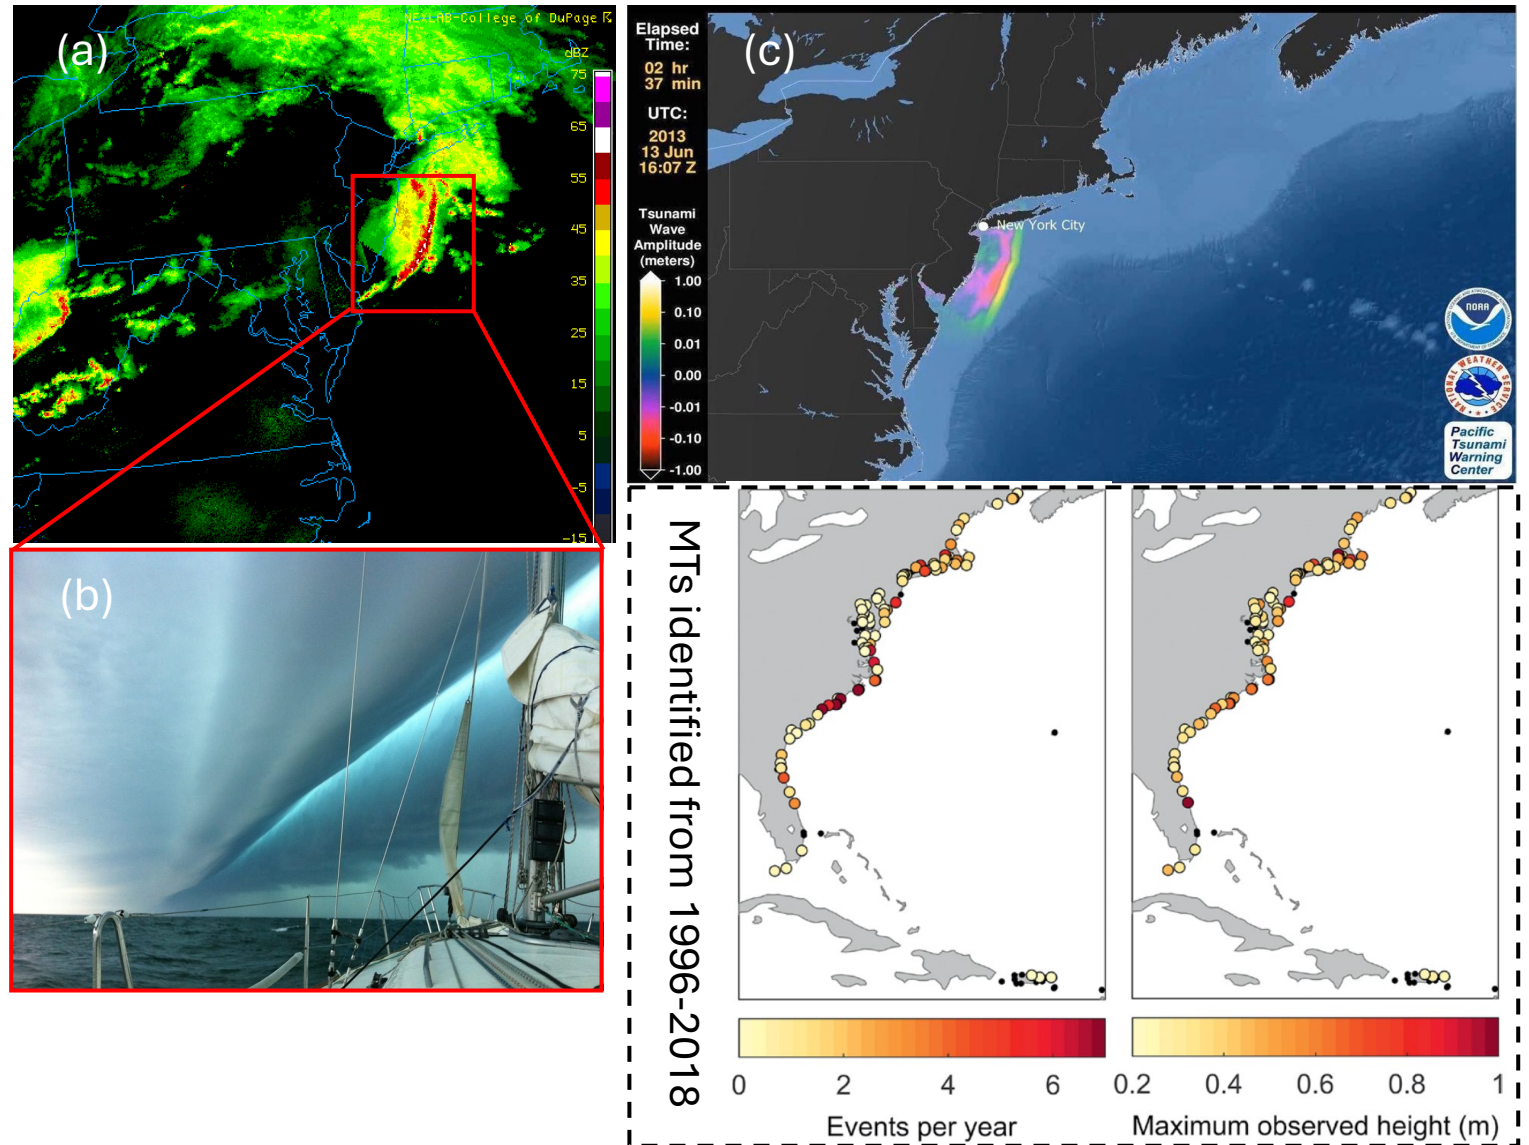 (a)
NEXLAB-College of DuPage
dBZ
75
65
55
45
35
25
15
5
-5
-15
(b)
(c)
Elapsed
Time:
02 hr
37 min
UTC:
2013
13 Jun
16:07 Z
Tsunami
Wave
Amplitude
(meters)
1.00
0.10
0.01
0.00
-0.01
-0.10
-1.00
New York City
NOAA
NATIONAL WEATHER SERVICE
Pacific
Tsunami
Warning
Center
MTs identified from 1996-2018
0 2 4 6
Events per year
0.2 0.4 0.6 0.8 1
Maximum observed height (m)